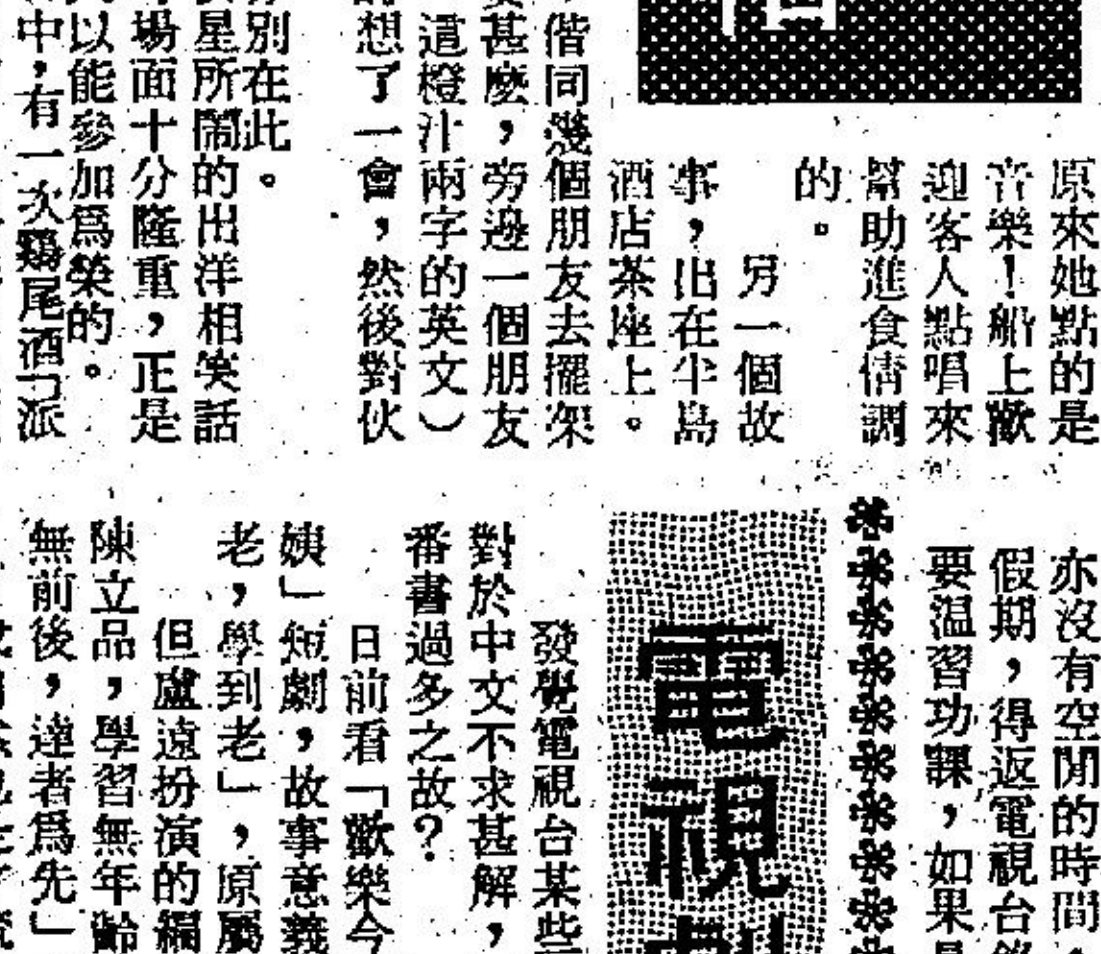 原來她點的是
音樂！船上歡
迎客人點唱來
幫助進食情調
的。
另一個故
事，出在半島
酒店茶座上。
偕同幾個朋友去擺架
甚麽，旁邊一個朋友
這橙汁兩字的英文）
想了一會，然後對伙
別在此。
星所鬧的出洋相笑話
場面十分隆重，正是
以能參加爲榮的。
中，有一次鷄尾酒「派
亦沒有空閒的時間，
假期，得返電視台
要温習功課，如果
電視
發覺電視台某些
對於中文不求甚解，
番書過多之故？
日前看「歡樂今
姨」短劇，故事意義
老，學到老」，原屬
但盧遠扮演的
陳立品，學習無年齡
無前後，達者爲先」